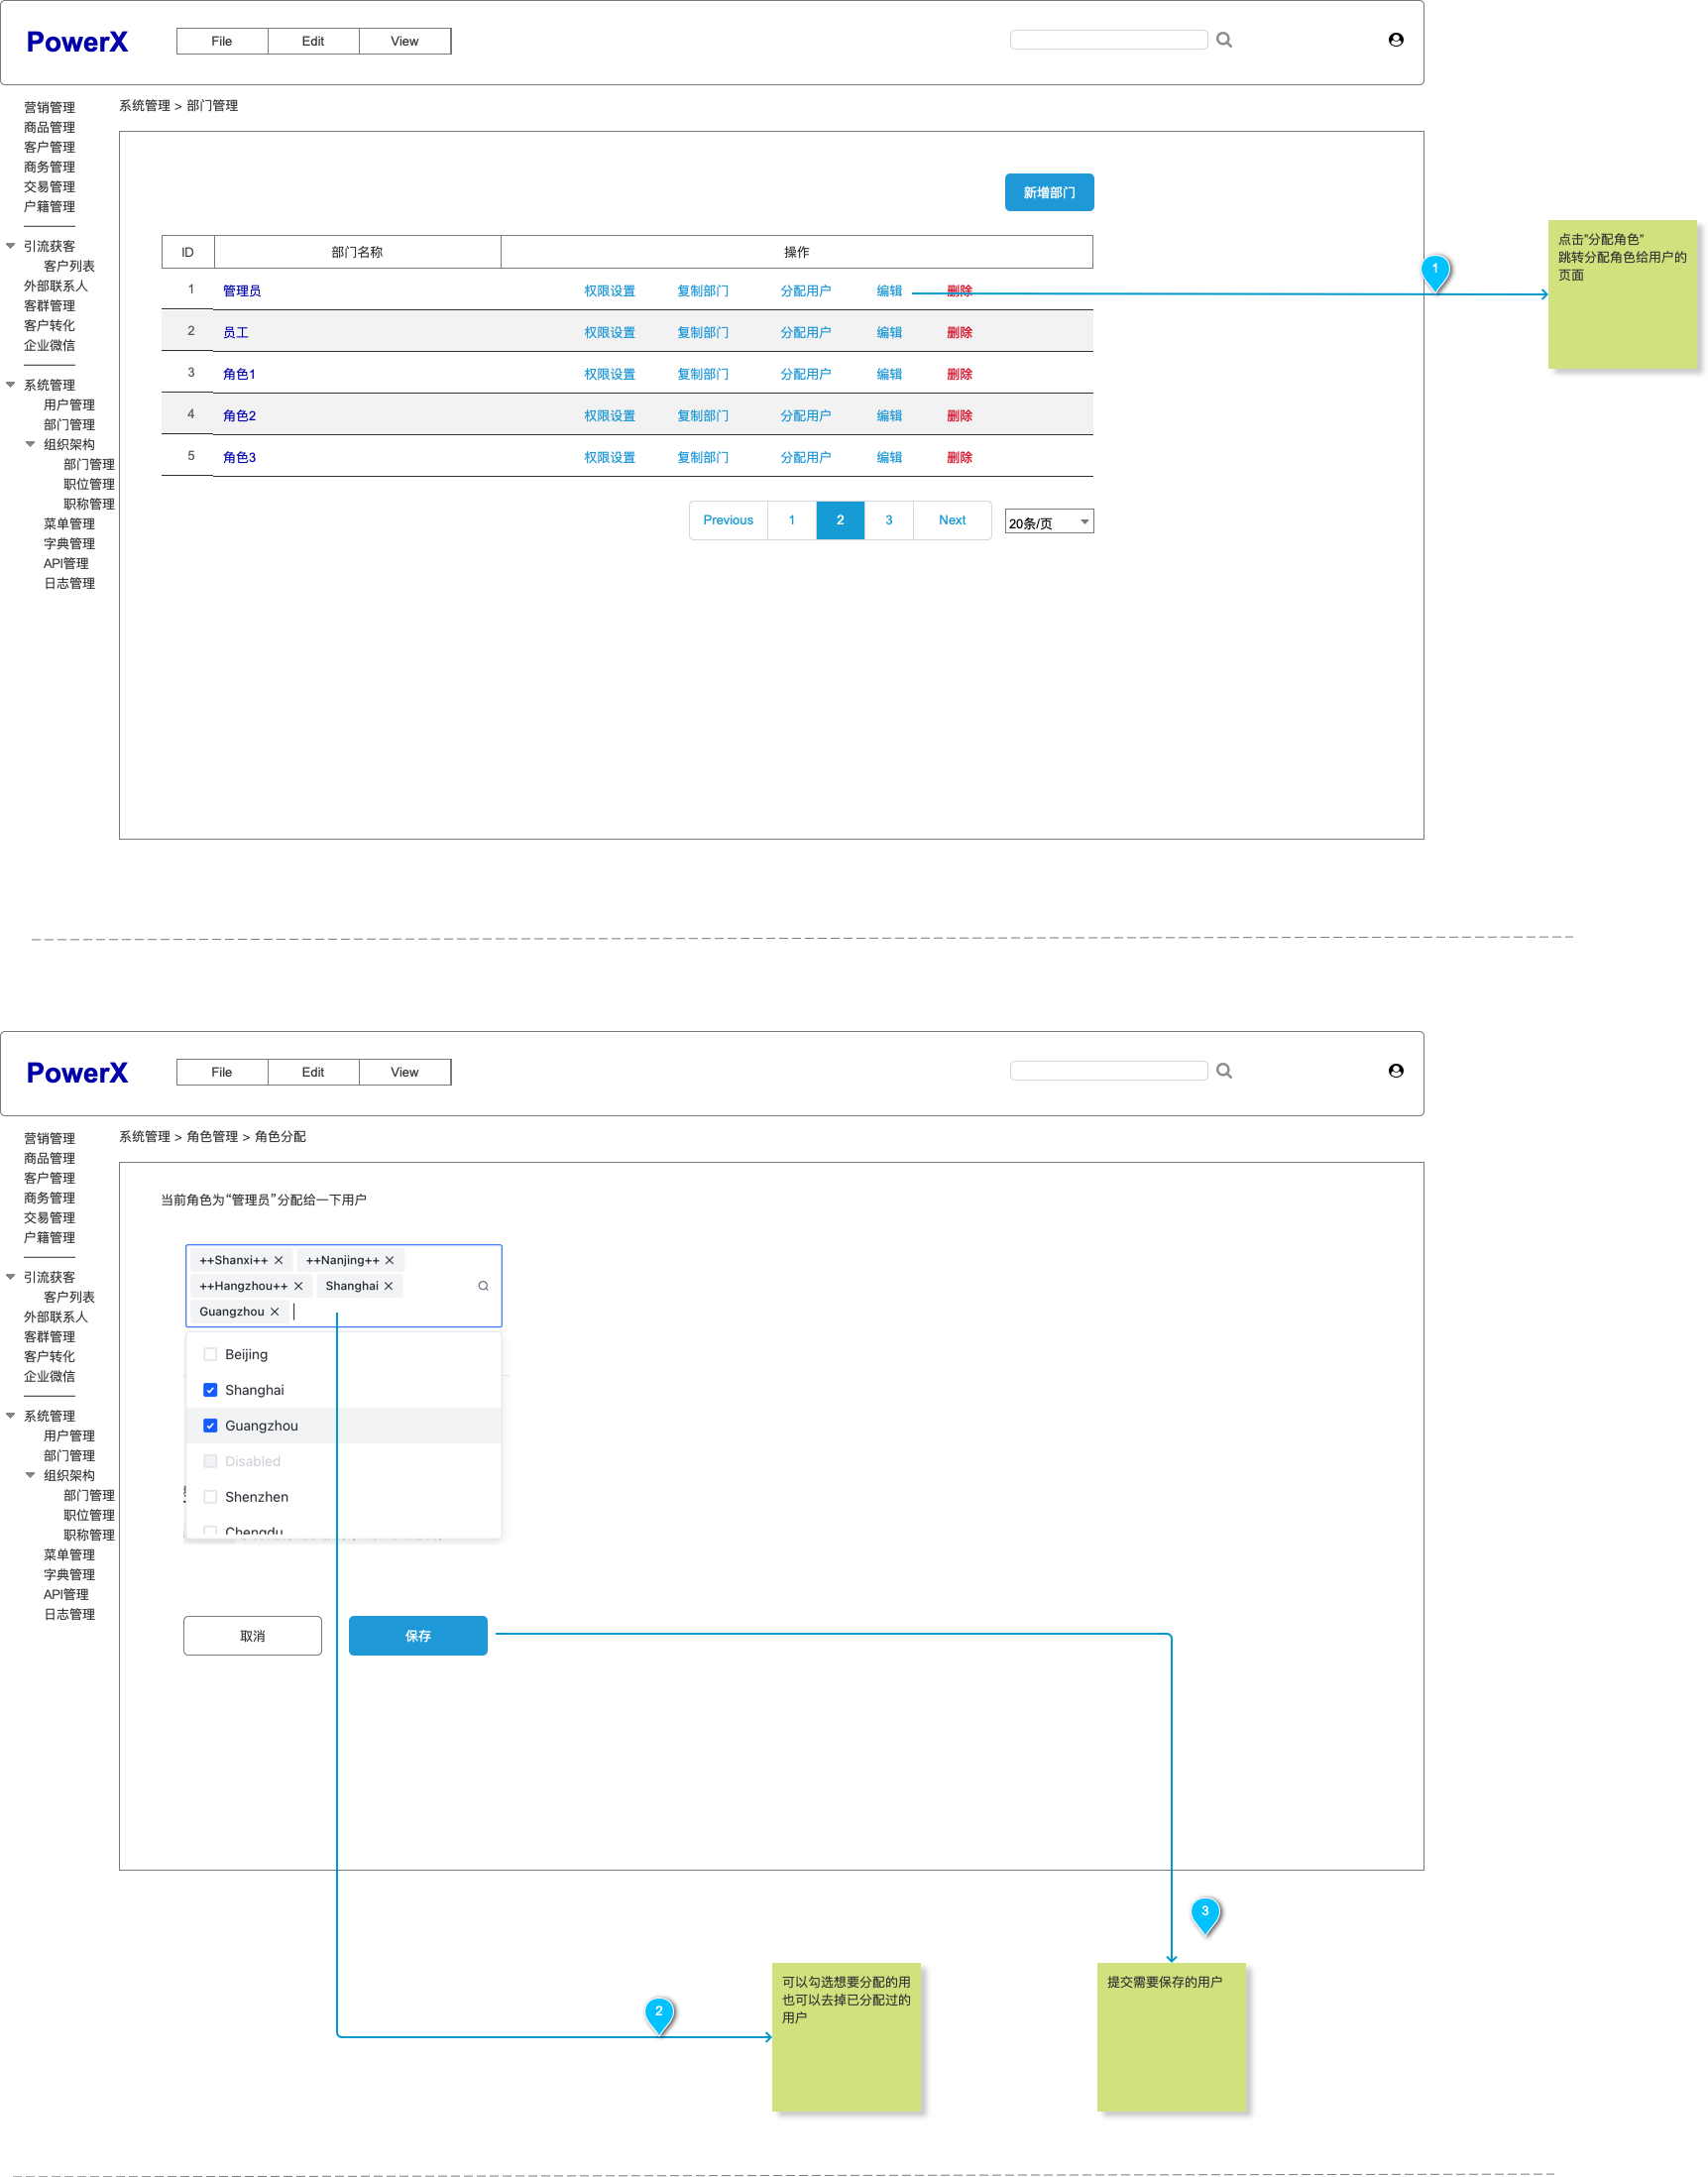 PowerX
File Edit View
系统管理 > 部门管理
营销管理
商品管理
客户管理
商务管理
交易管理
户籍管理
引流获客
客户列表
外部联系人
客群管理
客户转化
企业微信
系统管理
用户管理
部门管理
组织架构
部门管理
职位管理
职称管理
菜单管理
字典管理
API管理
日志管理
新增部门
ID 部门名称 操作
1 管理员 权限设置 复制部门 分配用户 编辑 删除
2 员工 权限设置 复制部门 分配用户 编辑 删除
3 角色1 权限设置 复制部门 分配用户 编辑 删除
4 角色2 权限设置 复制部门 分配用户 编辑 删除
5 角色3 权限设置 复制部门 分配用户 编辑 删除
Previous 1 2 3 Next 20条/页
1
点击”分配角色”
跳转分配角色给用户的
页面
PowerX
File Edit View
系统管理 > 角色管理 > 角色分配
营销管理
商品管理
客户管理
商务管理
交易管理
户籍管理
引流获客
客户列表
外部联系人
客群管理
客户转化
企业微信
系统管理
用户管理
部门管理
组织架构
部门管理
职位管理
职称管理
菜单管理
字典管理
API管理
日志管理
当前角色为“管理员”分配给一下用户
++Shanxi++ ++Nanjing++
++Hangzhou++ Shanghai
Guangzhou
Beijing
Shanghai
Guangzhou
Disabled
Shenzhen
Chengdu
取消 保存
2
可以勾选想要分配的用
也可以去掉已分配过的
用户
3
提交需要保存的用户